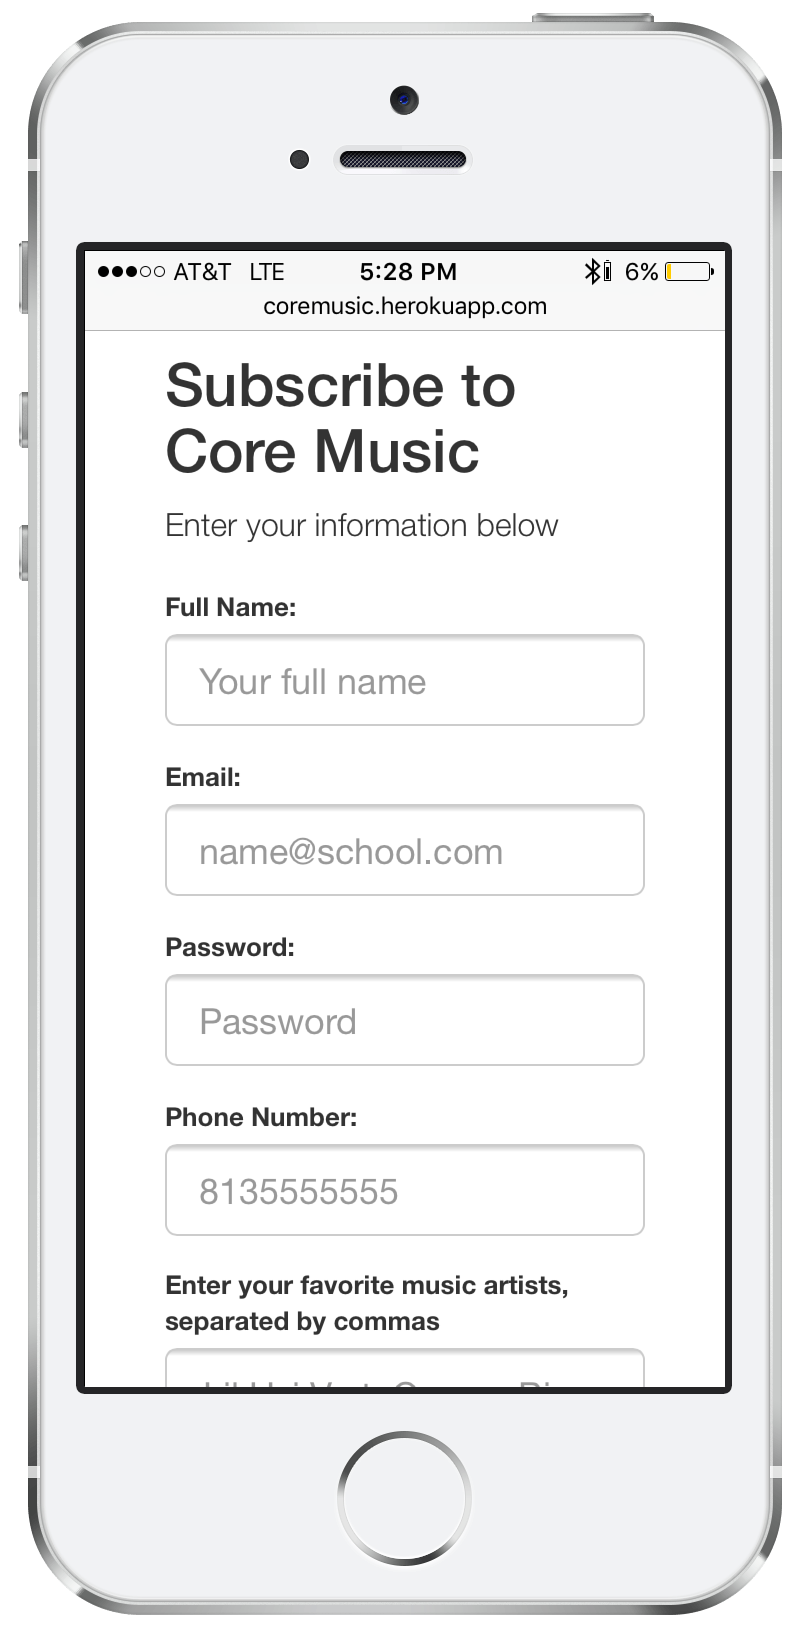 AT&T LTE 5:28 PM 6%
coremusic.herokuapp.com
Subscribe to
Core Music
Enter your information below
Full Name:
Your full name
Email:
name@school.com
Password:
Password
Phone Number:
8135555555
Enter your favorite music artists,
separated by commas